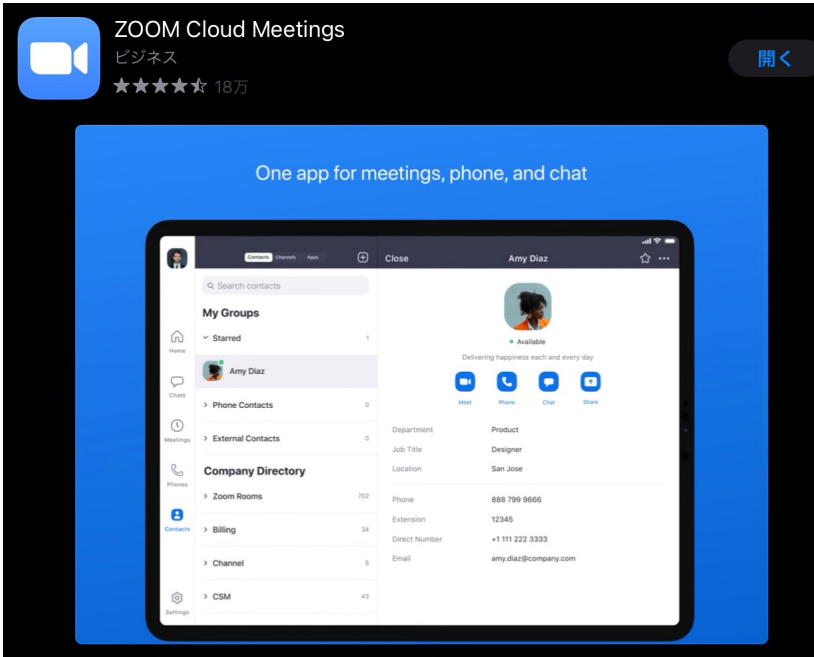 ZOOM Cloud Meetings
ビジネス
18万
開く
One app for meetings, phone, and chat
Contacts Channels Apps
Search contacts
My Groups
Starred 1
Amy Diaz
Phone Contacts 0
External Contacts 0
Company Directory
Zoom Rooms 702
Billing 34
Channel 5
CSM 43
Home
Chats
Meetings
Phones
Contacts
Settings
Close Amy Diaz
Available
Delivering happiness each and every day
Meet Phone Chat Share
Department Product
Job Title Designer
Location San Jose
Phone 888 799 9666
Extension 12345
Direct Number +1 111 222 3333
Email amy.diaz@company.com